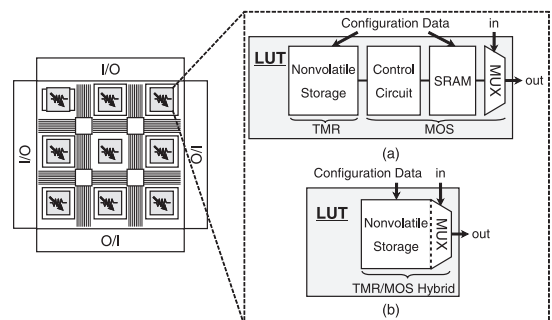 I/O
I/O
O/I
O/I
Configuration Data
in
LUT
Nonvolatile
Storage
Control
Circuit
SRAM
MUX
out
TMR
MOS
(a)
Configuration Data
in
LUT
Nonvolatile
Storage
MUX
out
TMR/MOS Hybrid
(b)